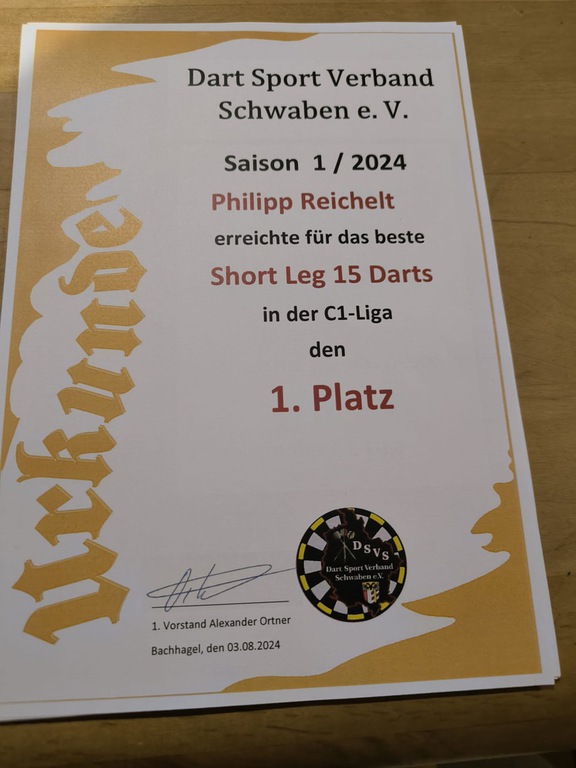 Urkunde
Dart Sport Verband
Schwaben e. V.
Saison 1 / 2024
Philipp Reichelt
erreichte für das beste
Short Leg 15 Darts
in der C1-Liga
den
1. Platz
DSVS
Dart Sport Verband
Schwaben e.V.
1. Vorstand Alexander Ortner
Bachhagel, den 03.08.2024